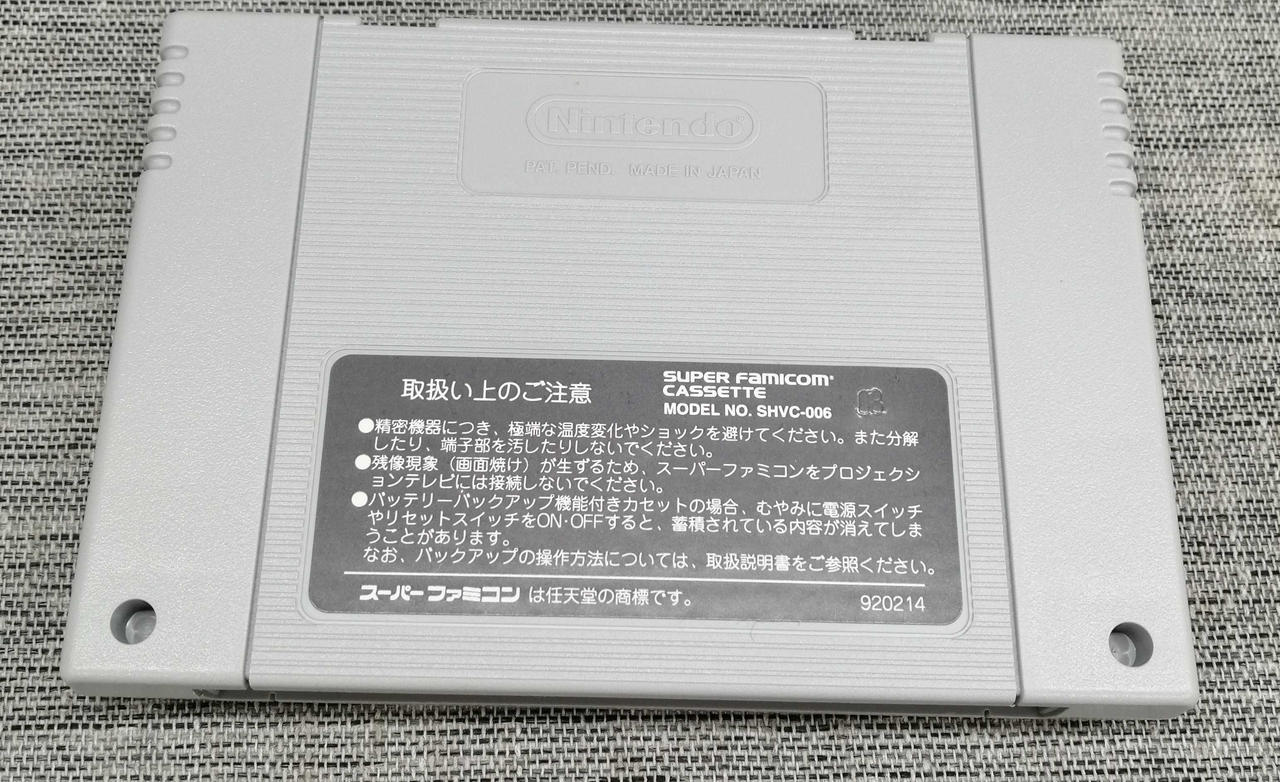 Nintendo®
PAT. PEND. MADE IN JAPAN
取扱い上のご注意
SUPER FAMICOM®
CASSETTE
MODEL NO. SHVC-006
●精密機器につき、極端な温度変化やショックを避けてください。また分解
したり、端子部を汚したりしないでください。
●残像現象（画面焼け）が生ずるため、スーパーファミコンをプロジェクシ
ョンテレビには接続しないでください。
●バッテリーバックアップ機能付きカセットの場合、むやみに電源スイッチ
やリセットスイッチをON・OFFすると、蓄積されている内容が消えてしま
うことがあります。
なお、バックアップの操作方法については、取扱説明書をご参照ください。
スーパーファミコン は任天堂の商標です。
920214